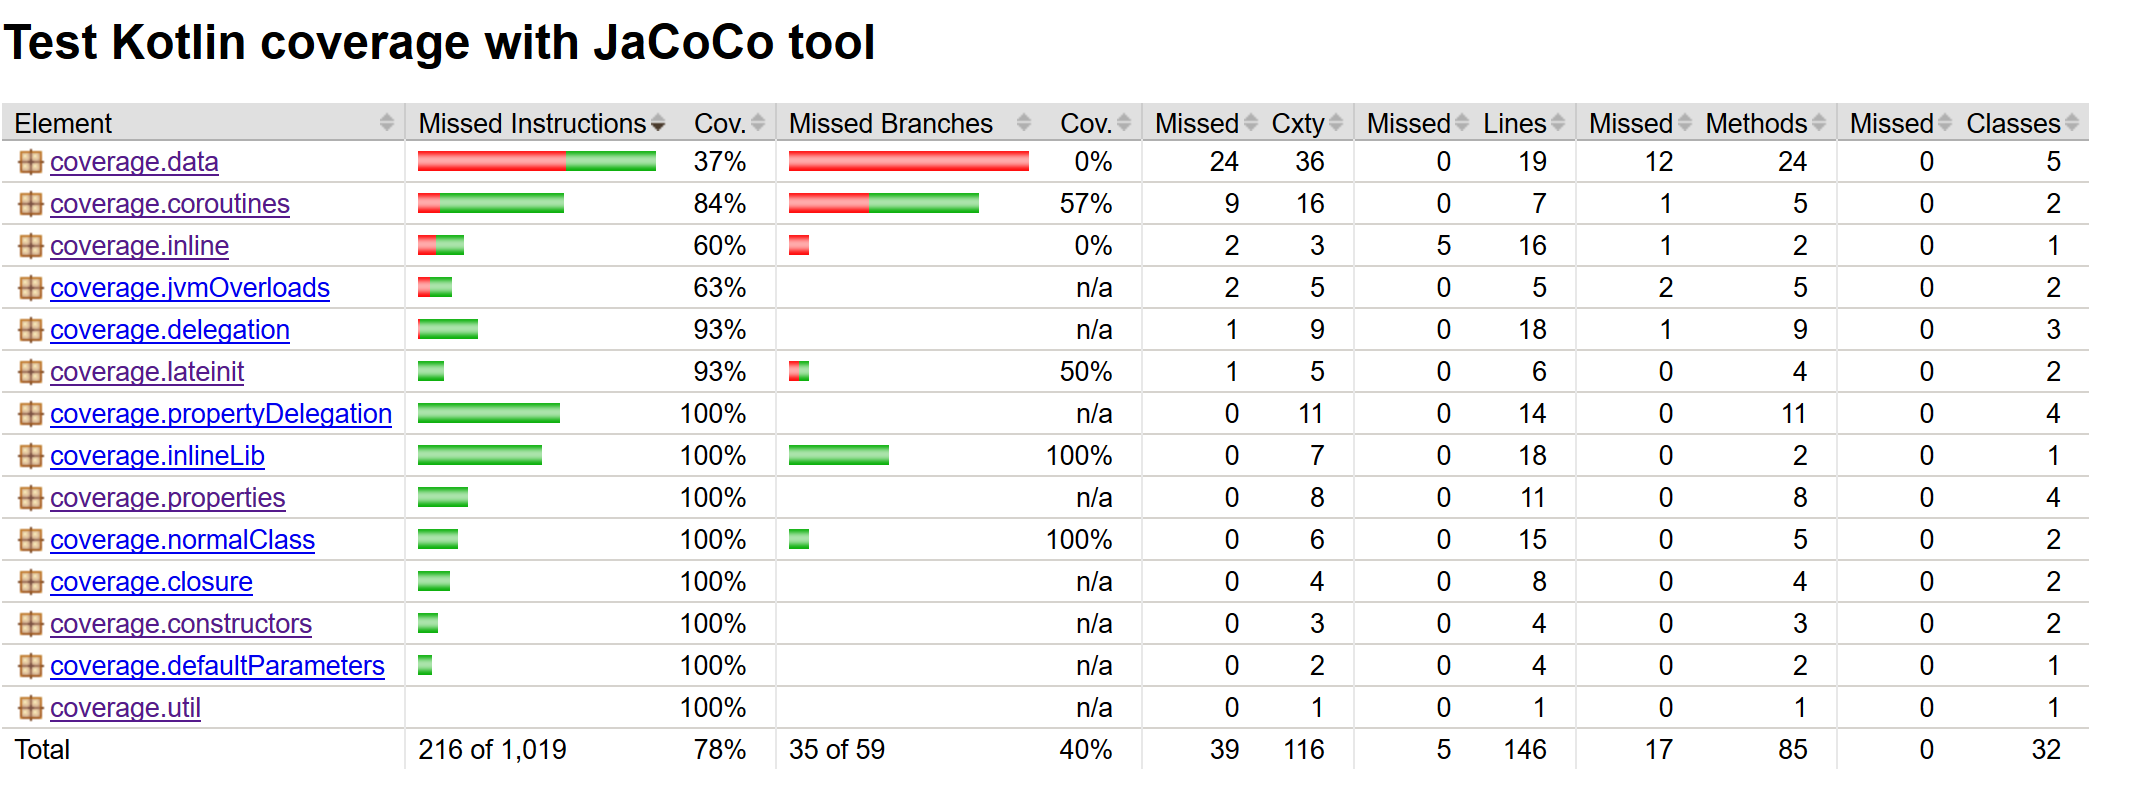 Test Kotlin coverage with JaCoCo tool
Element Missed Instructions Cov. Missed Branches Cov. Missed Cxty Missed Lines Missed Methods Missed Classes
coverage.data 37% 0% 24 36 0 19 12 24 0 5
coverage.coroutines 84% 57% 9 16 0 7 1 5 0 2
coverage.inline 60% 0% 2 3 5 16 1 2 0 1
coverage.jvmOverloads 63% n/a 2 5 0 5 2 5 0 2
coverage.delegation 93% n/a 1 9 0 18 1 9 0 3
coverage.lateinit 93% 50% 1 5 0 6 0 4 0 2
coverage.propertyDelegation 100% n/a 0 11 0 14 0 11 0 4
coverage.inlineLib 100% 100% 0 7 0 18 0 2 0 1
coverage.properties 100% n/a 0 8 0 11 0 8 0 4
coverage.normalClass 100% 100% 0 6 0 15 0 5 0 2
coverage.closure 100% n/a 0 4 0 8 0 4 0 2
coverage.constructors 100% n/a 0 3 0 4 0 3 0 2
coverage.defaultParameters 100% n/a 0 2 0 4 0 2 0 1
coverage.util 100% n/a 0 1 0 1 0 1 0 1
Total 216 of 1,019 78% 35 of 59 40% 39 116 5 146 17 85 0 32